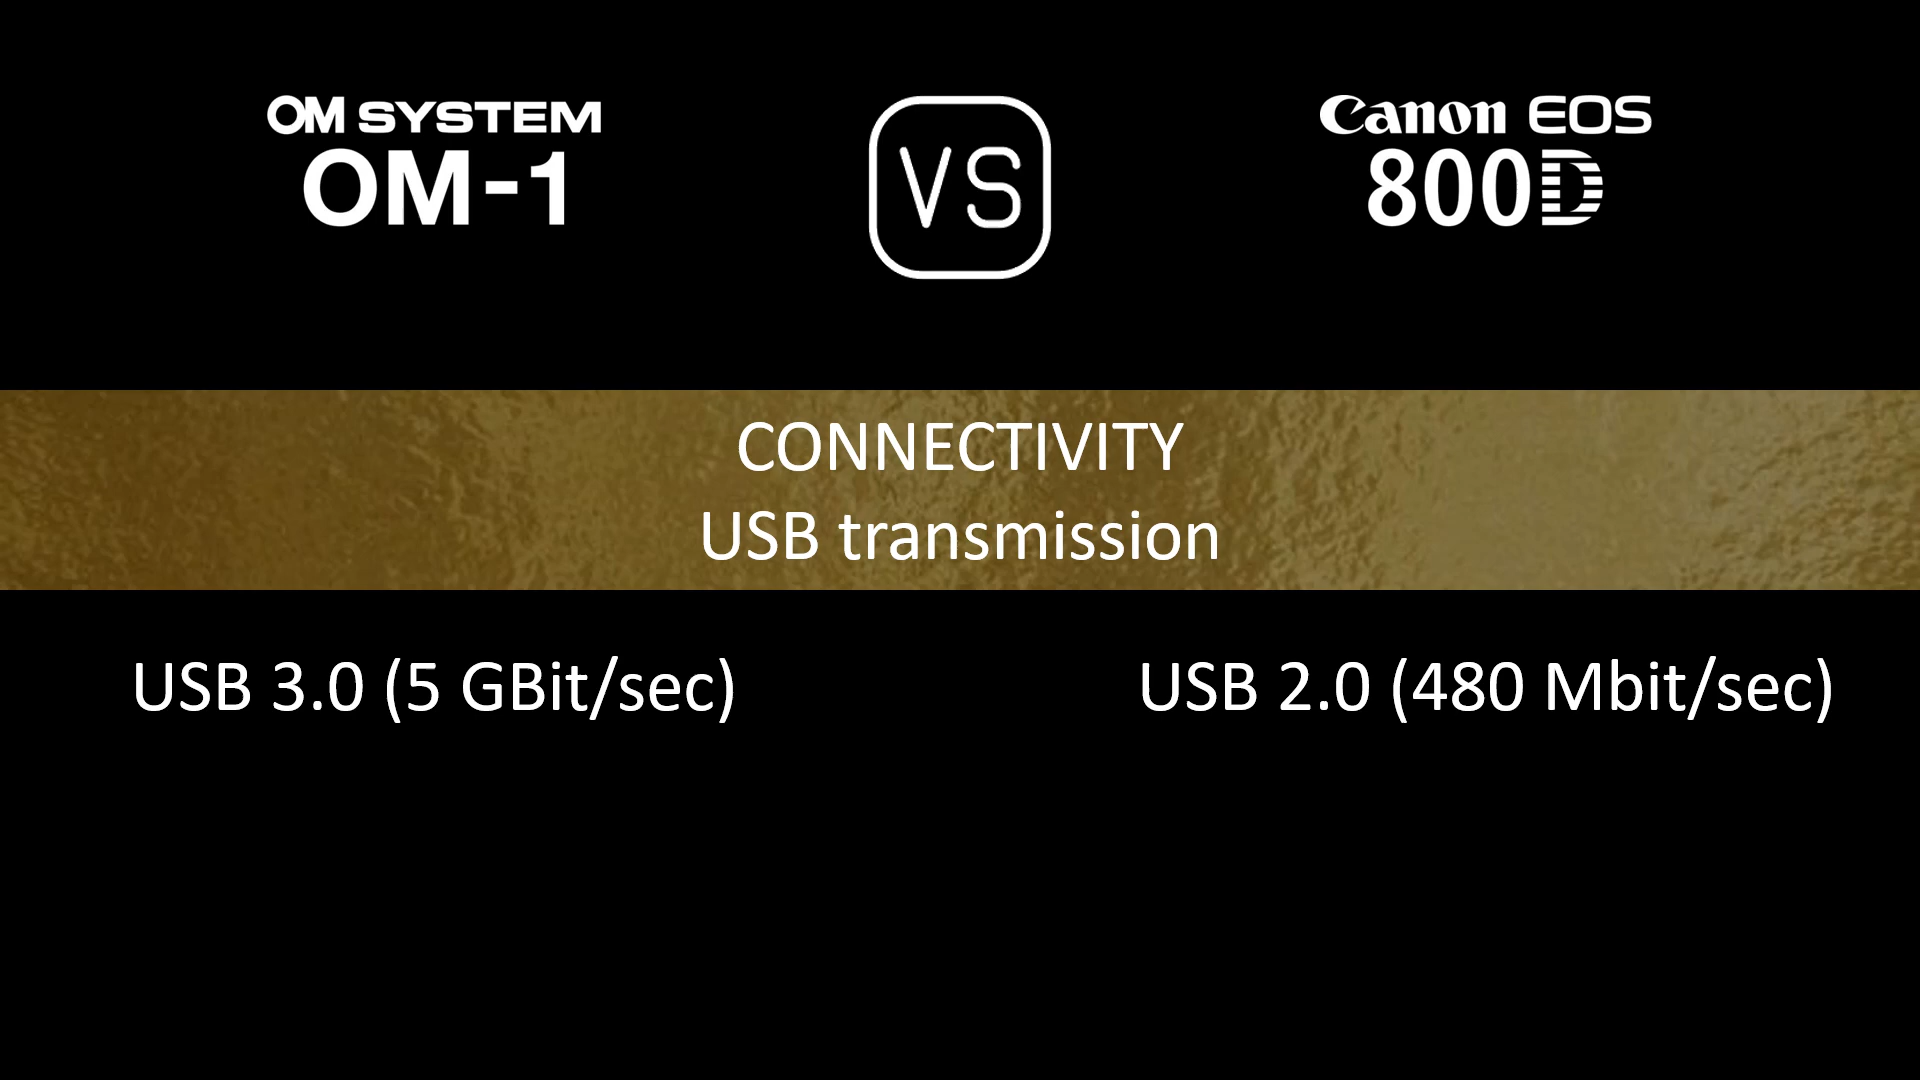 OM SYSTEM
OM-1
VS
Canon EOS
800D
CONNECTIVITY
USB transmission
USB 3.0 (5 GBit/sec)
USB 2.0 (480 Mbit/sec)